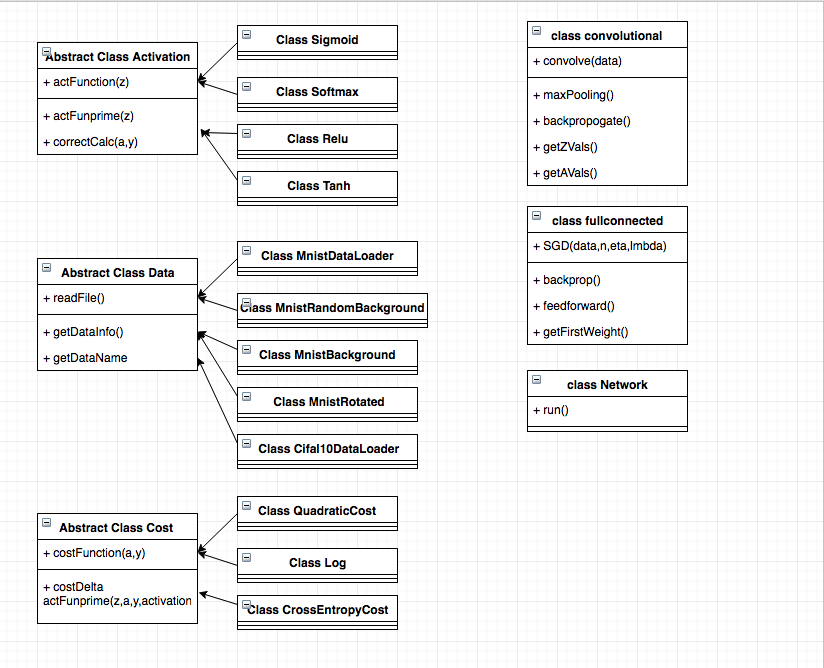 Abstract Class Activation
+ actFunction(z)
+ actFunprime(z)
+ correctCalc(a,y)
Class Sigmoid
Class Softmax
Class Relu
Class Tanh
Abstract Class Data
+ readFile()
+ getDataInfo()
+ getDataName
Class MnistDataLoader
Class MnistRandomBackground
Class MnistBackground
Class MnistRotated
Class Cifal10DataLoader
Abstract Class Cost
+ costFunction(a,y)
+ costDelta
actFunprime(z,a,y,activation
Class QuadraticCost
Class Log
Class CrossEntropyCost
class convolutional
+ convolve(data)
+ maxPooling()
+ backpropogate()
+ getZVals()
+ getAVals()
class fullconnected
+ SGD(data,n,eta,lmbda)
+ backprop()
+ feedforward()
+ getFirstWeight()
class Network
+ run()